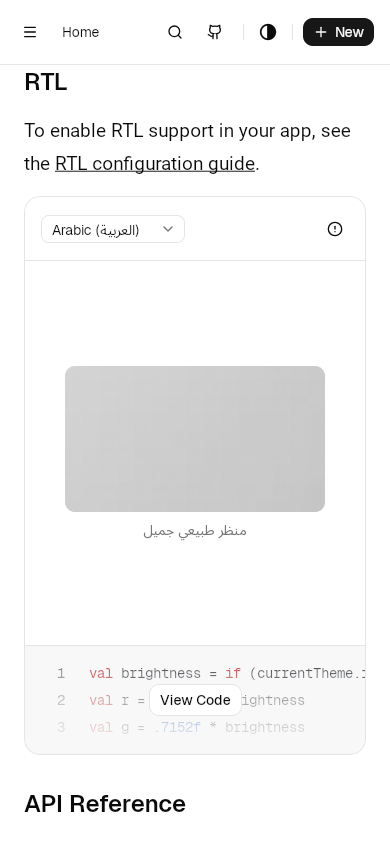 Home
New
RTL
To enable RTL support in your app, see
the RTL configuration guide.
Arabic (العربية)
منظر طبيعي جميل
1 val brightness = if (currentTheme.
2 val r = ightness
View Code
3 val g = .7152f * brightness
API Reference